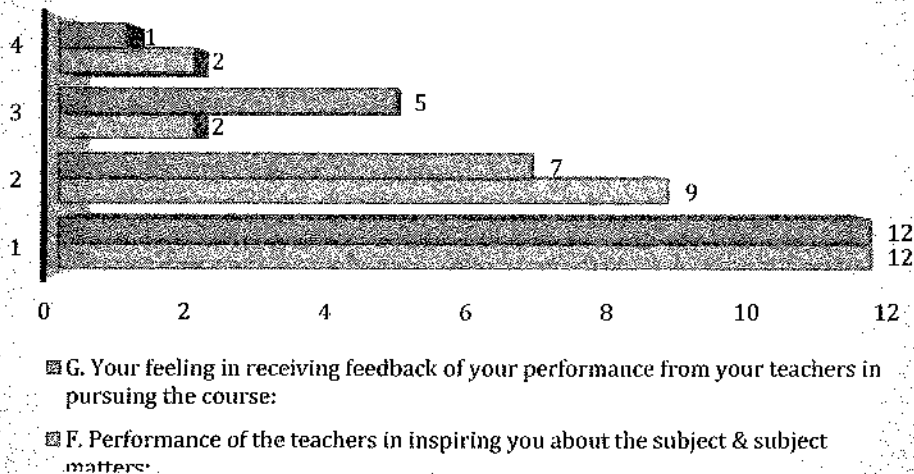 4
1
2
3
5
2
2
7
9
1
12
12
0 2 4 6 8 10 12
G. Your feeling in receiving feedback of your performance from your teachers in
pursuing the course:
F. Performance of the teachers in inspiring you about the subject & subject
matters: